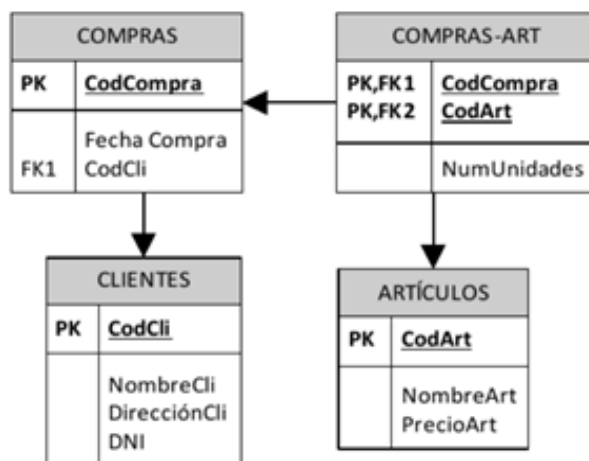 COMPRAS
PK CodCompra
Fecha Compra
FK1 CodCli
COMPRAS-ART
PK,FK1 CodCompra
PK,FK2 CodArt
NumUnidades
CLIENTES
PK CodCli
NombreCli
DirecciónCli
DNI
ARTÍCULOS
PK CodArt
NombreArt
PrecioArt